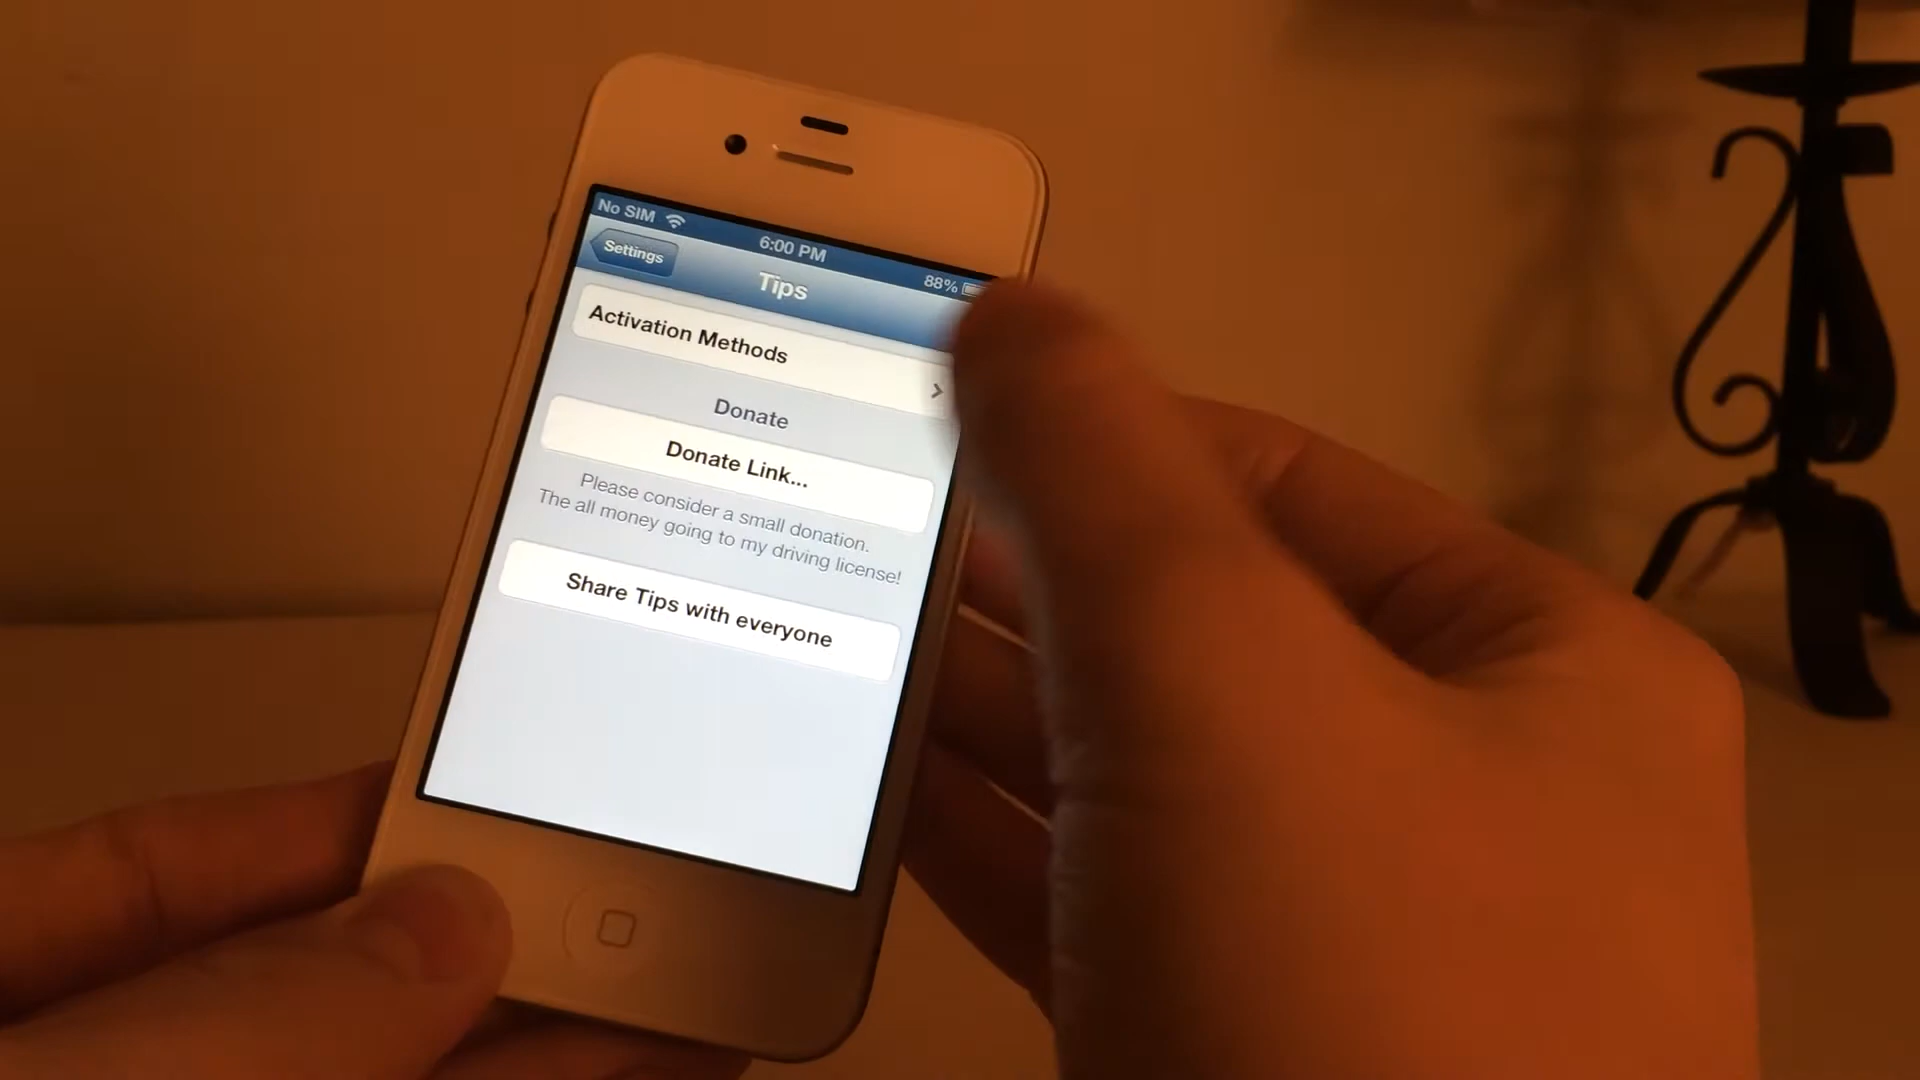 No SIM
6:00 PM
88%
Settings
Tips
Activation Methods
Donate
Donate Link...
Please consider a small donation.
The all money going to my driving license!
Share Tips with everyone